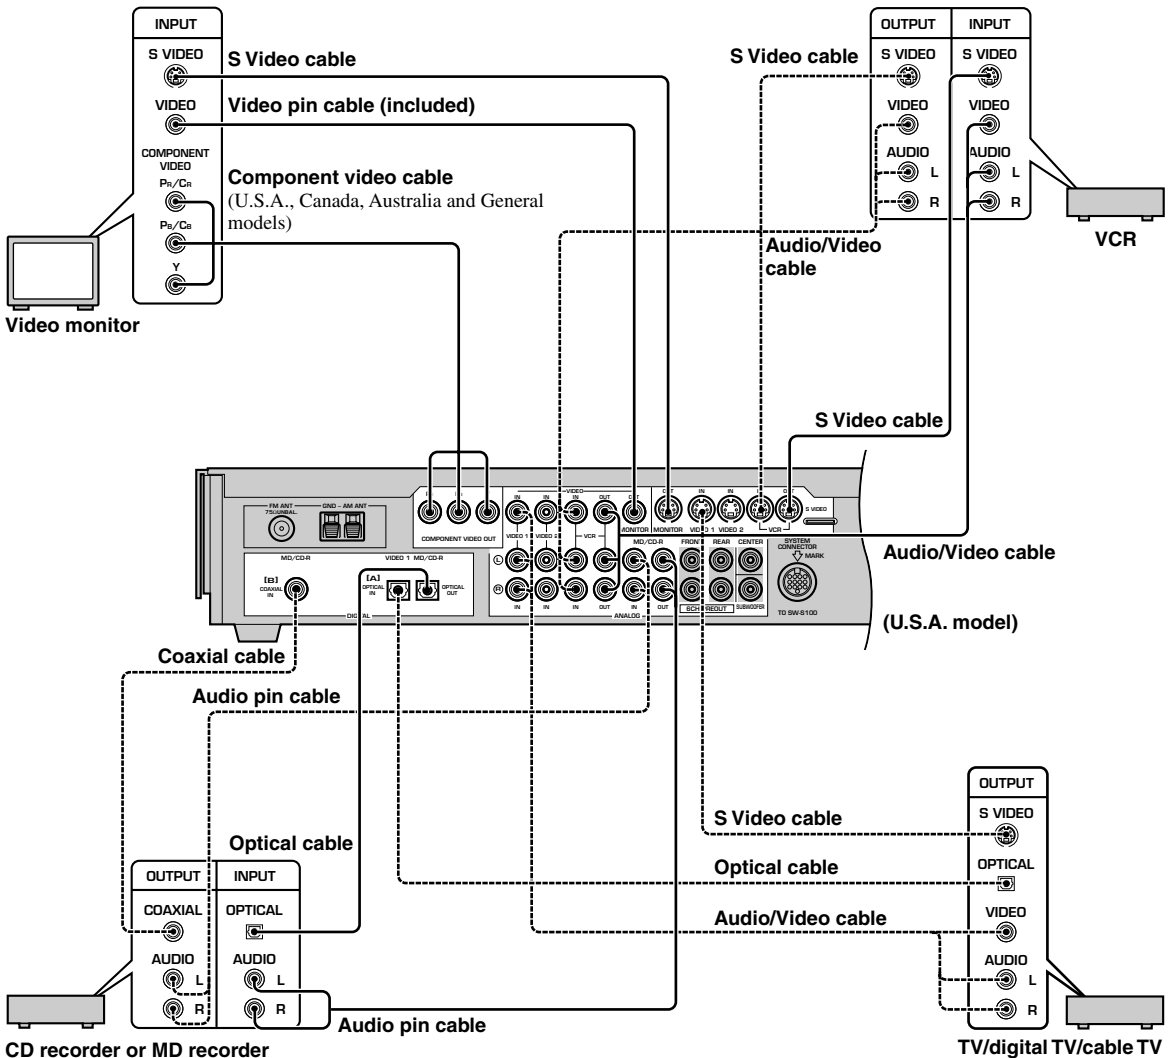 INPUT
S VIDEO
VIDEO
COMPONENT
VIDEO
PR/CR
PB/CB
Y
Video monitor
S Video cable
Video pin cable (included)
Component video cable
(U.S.A., Canada, Australia and General
models)
OUTPUT INPUT
S VIDEO S VIDEO
VIDEO VIDEO
AUDIO AUDIO
L L
R R
VCR
S Video cable
Audio/Video
cable
S Video cable
Audio/Video cable
(U.S.A. model)
FM ANT
75Ω UNBAL.
GND – AM ANT
COMPONENT VIDEO OUT
VIDEO
IN IN IN OUT OUT
VIDEO 1 VIDEO 2 VCR MONITOR
OUT IN IN OUT
MONITOR VIDEO 1 VIDEO 2 VCR
S VIDEO
MD/CD-R VIDEO 1 MD/CD-R
[B]
COAXIAL
IN
[A]
OPTICAL
IN
OPTICAL
OUT
DIGITAL
L
R
IN IN IN OUT IN OUT
ANALOG
MD/CD-R FRONT REAR CENTER
SUBWOOFER
SYSTEM
CONNECTOR
MARK
TO SW-S100
Coaxial cable
Audio pin cable
Optical cable
OUTPUT INPUT
COAXIAL OPTICAL
AUDIO AUDIO
L L
R R
Audio pin cable
CD recorder or MD recorder
S Video cable
Optical cable
Audio/Video cable
OUTPUT
S VIDEO
OPTICAL
VIDEO
AUDIO
L
R
TV/digital TV/cable TV